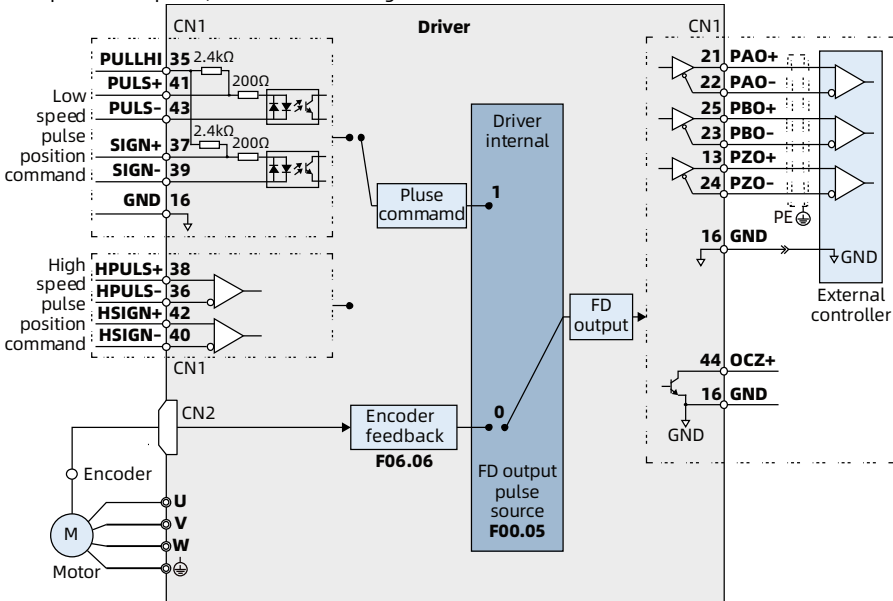 CN1
Driver
CN1
PULLHI 35 2.4kΩ
PULS+ 41 200Ω
PULS- 43
Low
speed
pulse
position
command
2.4kΩ
SIGN+ 37 200Ω
SIGN- 39
GND 16
High
speed
pulse
position
command
HPULS+ 38
HPULS- 36
HSIGN+ 42
HSIGN- 40
CN1
CN2
Encoder
M
Motor
U
V
W
Pluse
commamd
Encoder
feedback
F06.06
Driver
internal
1
0
FD output
pulse
source
F00.05
FD
output
21 PAO+
22 PAO-
25 PBO+
23 PBO-
13 PZO+
24 PZO-
PE
16 GND
GND
External
controller
44 OCZ+
16 GND
GND